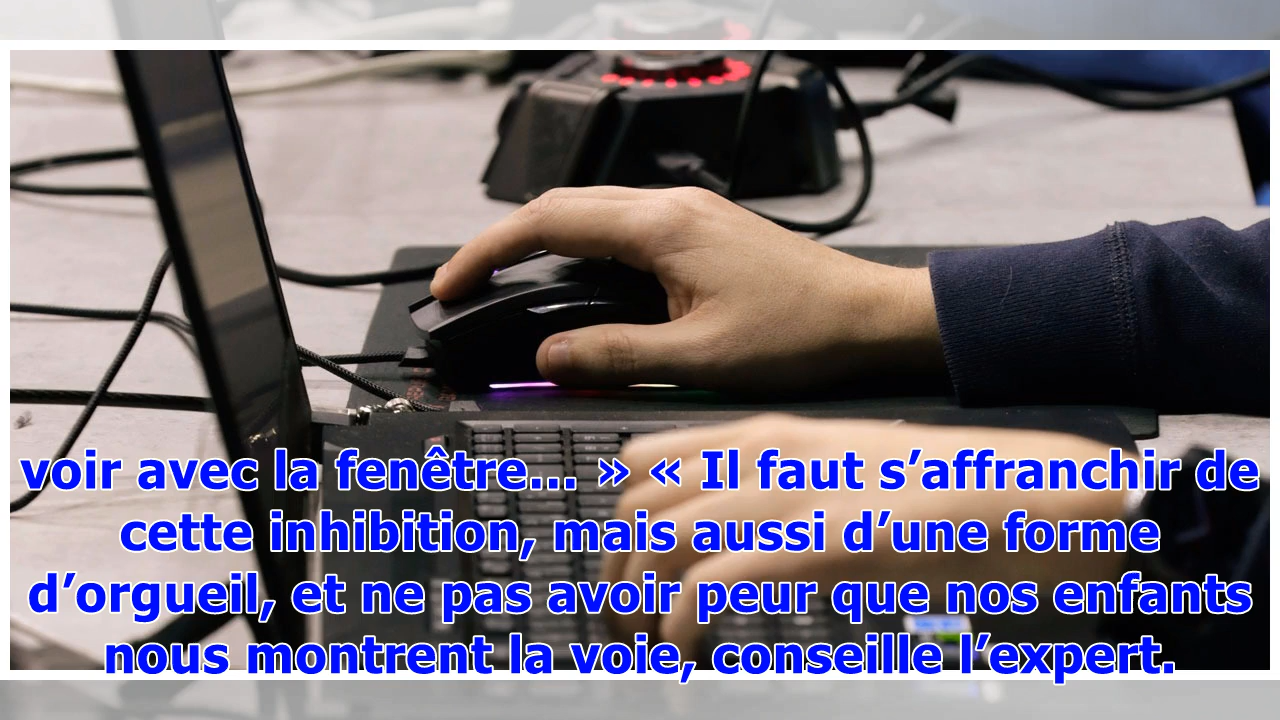 voir avec la fenêtre... » « Il faut s’affranchir de
cette inhibition, mais aussi d’une forme
d’orgueil, et ne pas avoir peur que nos enfants
nous montrent la voie, conseille l’expert.